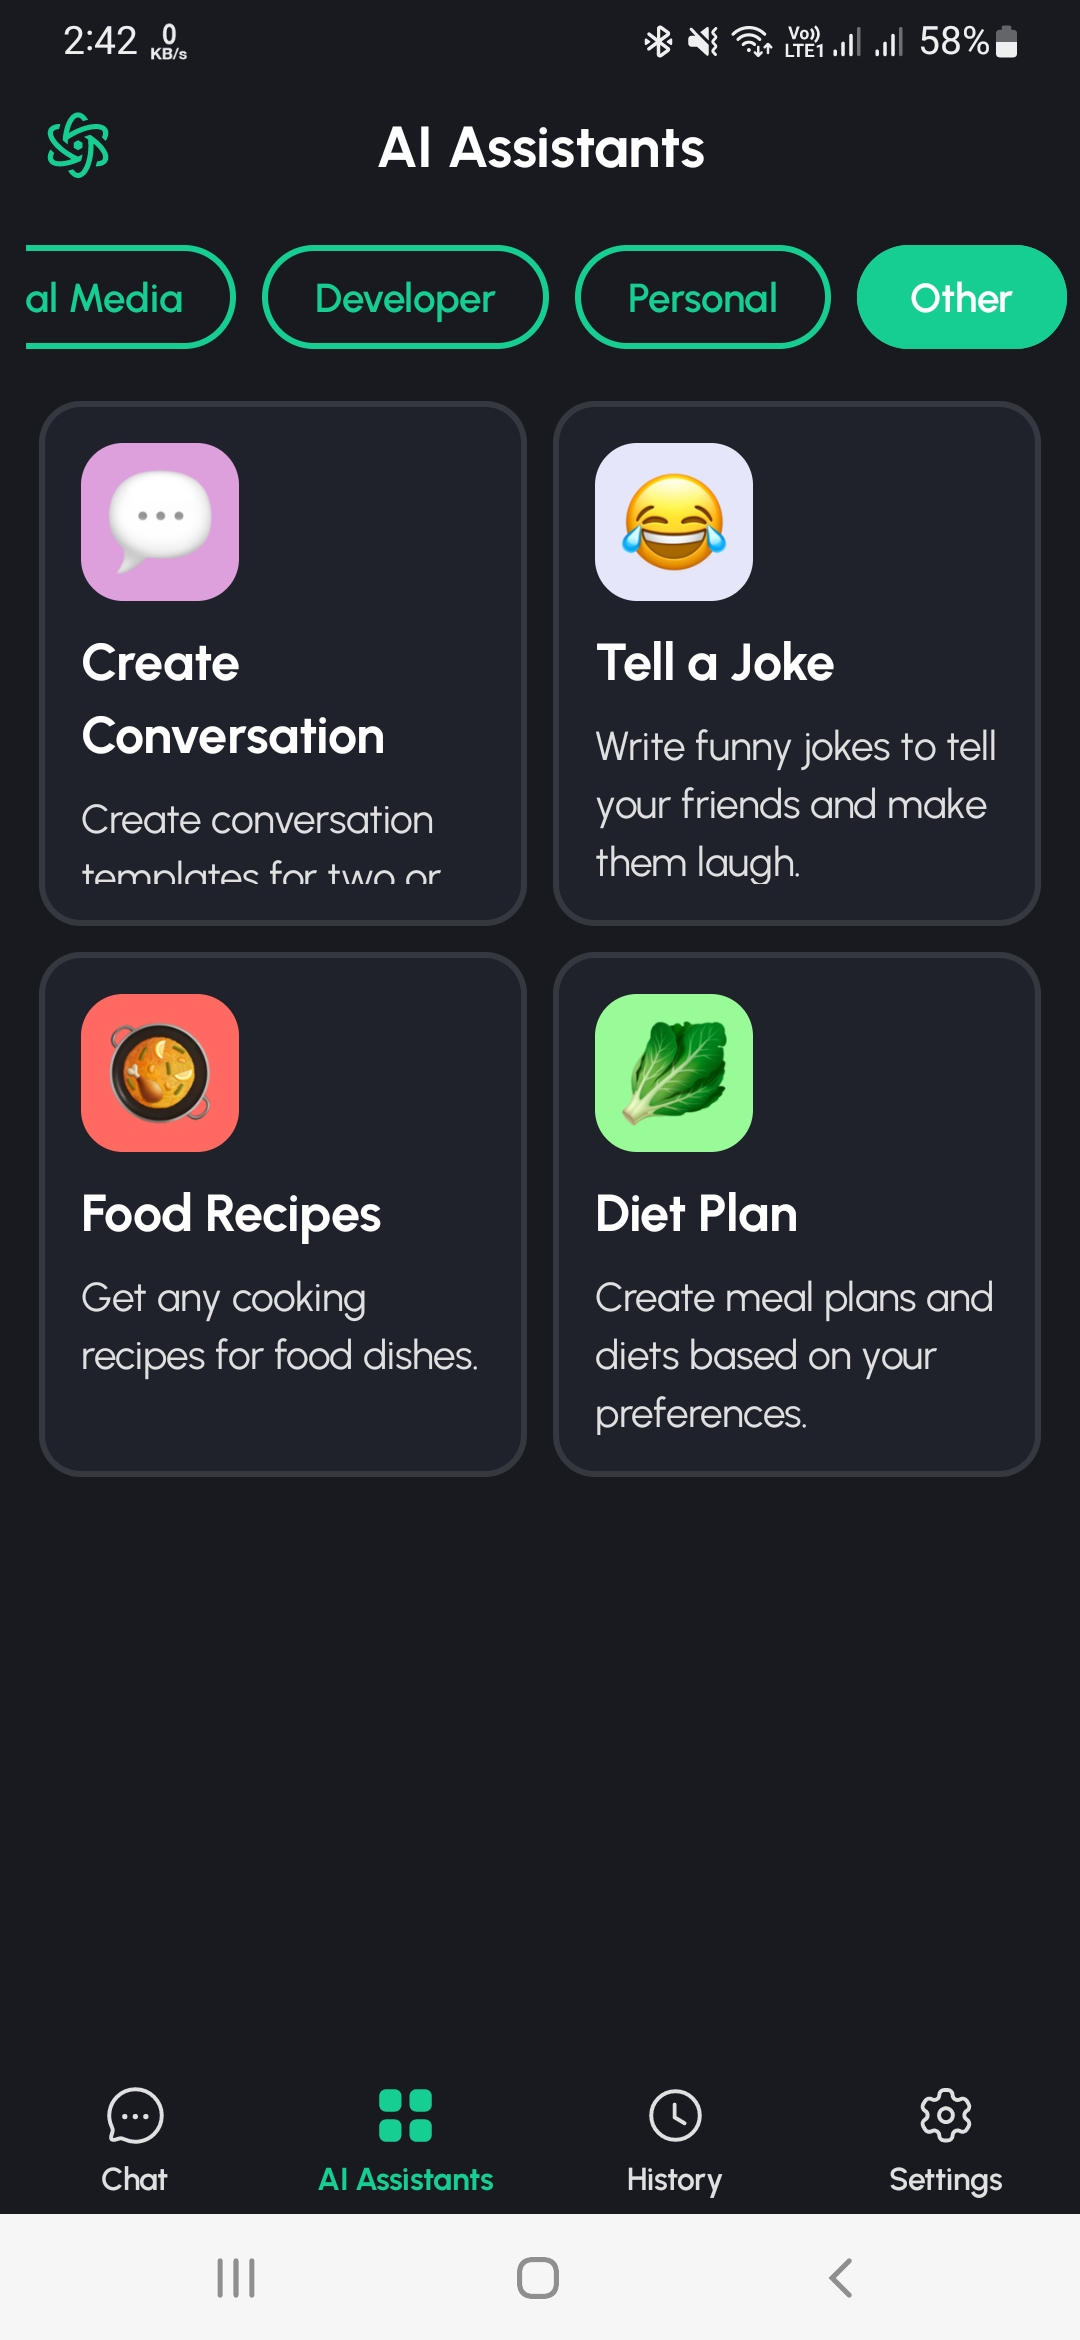 2:42 0 KB/s Vo)) LTE1 58%
AI Assistants
al Media Developer Personal Other
Create
Conversation
Create conversation
templates for two or
Tell a Joke
Write funny jokes to tell
your friends and make
them laugh.
Food Recipes
Get any cooking
recipes for food dishes.
Diet Plan
Create meal plans and
diets based on your
preferences.
Chat AI Assistants History Settings